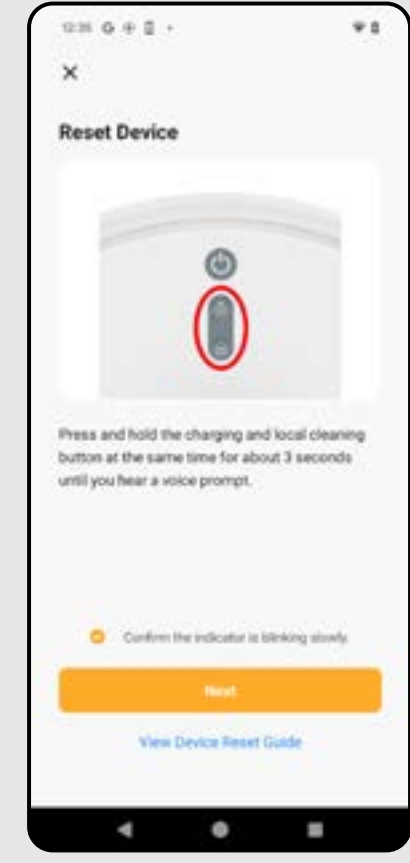 12:35 G
Reset Device
Press and hold the charging and local cleaning
button at the same time for about 3 seconds
until you hear a voice prompt.
Confirm the indicator is blinking slowly.
Next
View Device Reset Guide